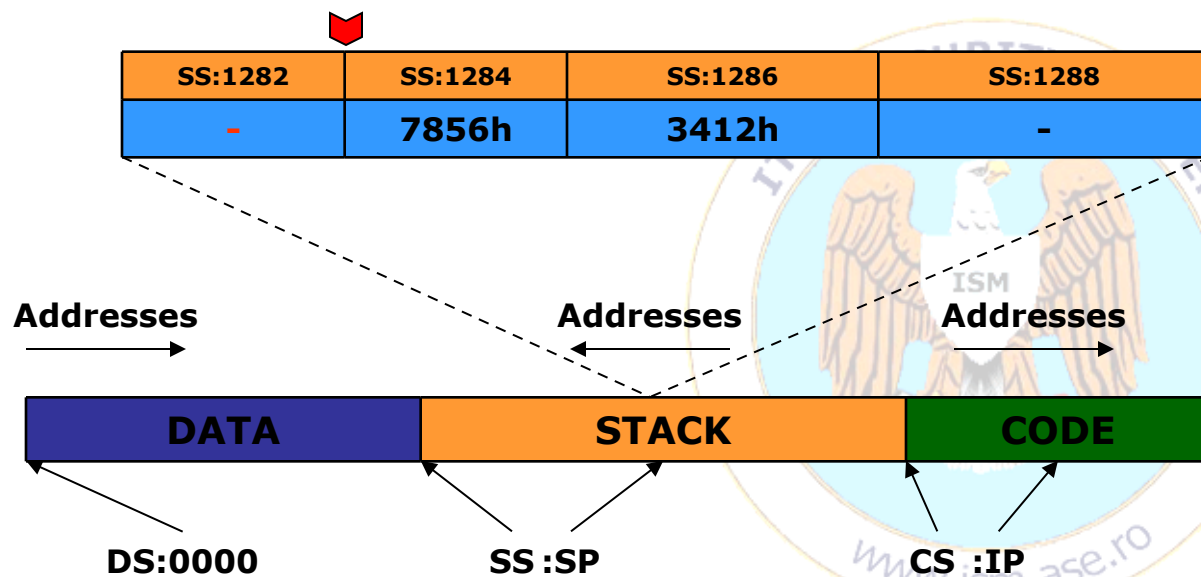 SS:1282 SS:1284 SS:1286 SS:1288
- 7856h 3412h -
ISM
Addresses Addresses Addresses
DATA STACK CODE
DS:0000 SS :SP CS :IP